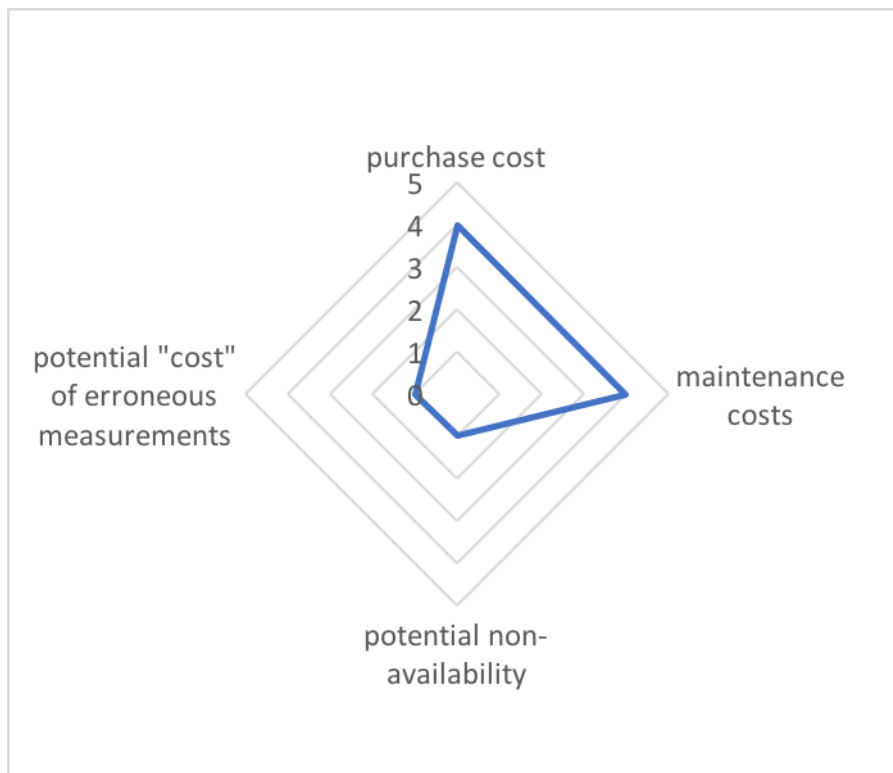 purchase cost
5
4
3
2
1
0
potential "cost"
of erroneous
measurements
maintenance
costs
potential non-
availability